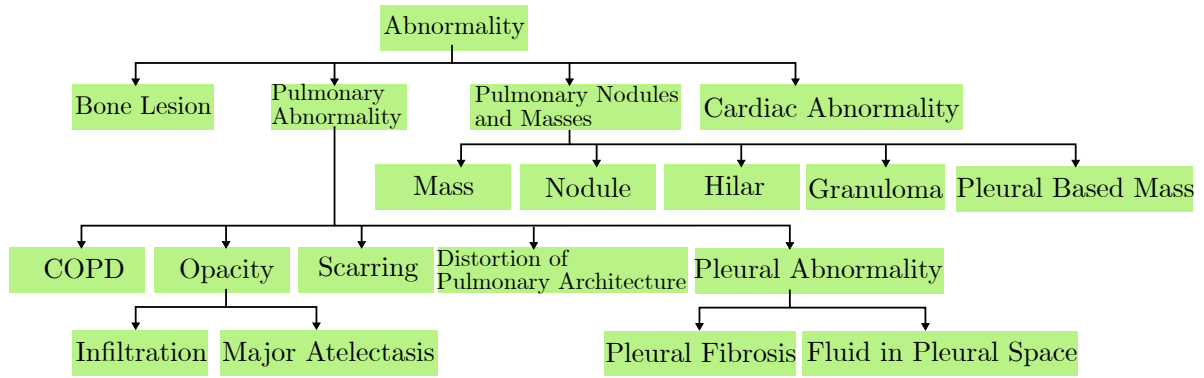 Abnormality
Bone Lesion
Pulmonary
Abnormality
Pulmonary Nodules
and Masses
Cardiac Abnormality
Mass
Nodule
Hilar
Granuloma
Pleural Based Mass
COPD
Opacity
Scarring
Distortion of
Pulmonary Architecture
Pleural Abnormality
Infiltration
Major Atelectasis
Pleural Fibrosis
Fluid in Pleural Space